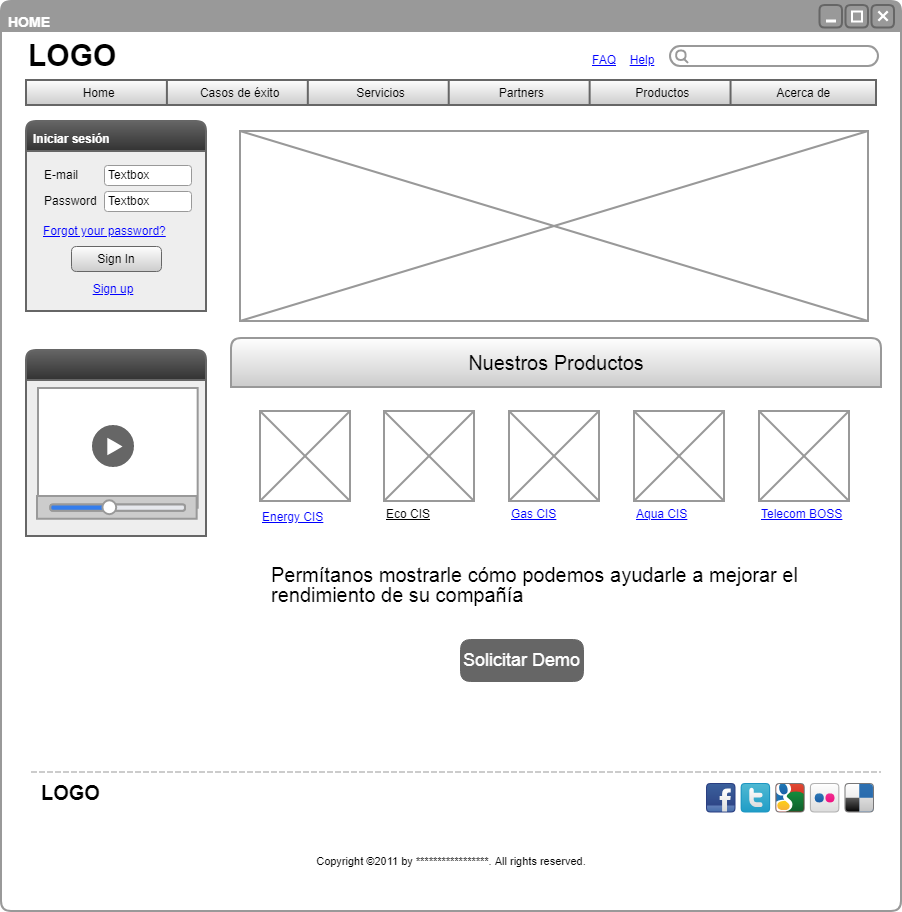 HOME
LOGO
FAQ Help
Home Casos de éxito Servicios Partners Productos Acerca de
Iniciar sesión
E-mail Textbox
Password Textbox
Forgot your password?
Sign In
Sign up
Nuestros Productos
Energy CIS Eco CIS Gas CIS Aqua CIS Telecom BOSS
Permítanos mostrarle cómo podemos ayudarle a mejorar el
rendimiento de su compañía
Solicitar Demo
LOGO
f t g
Copyright ©2011 by *****************. All rights reserved.